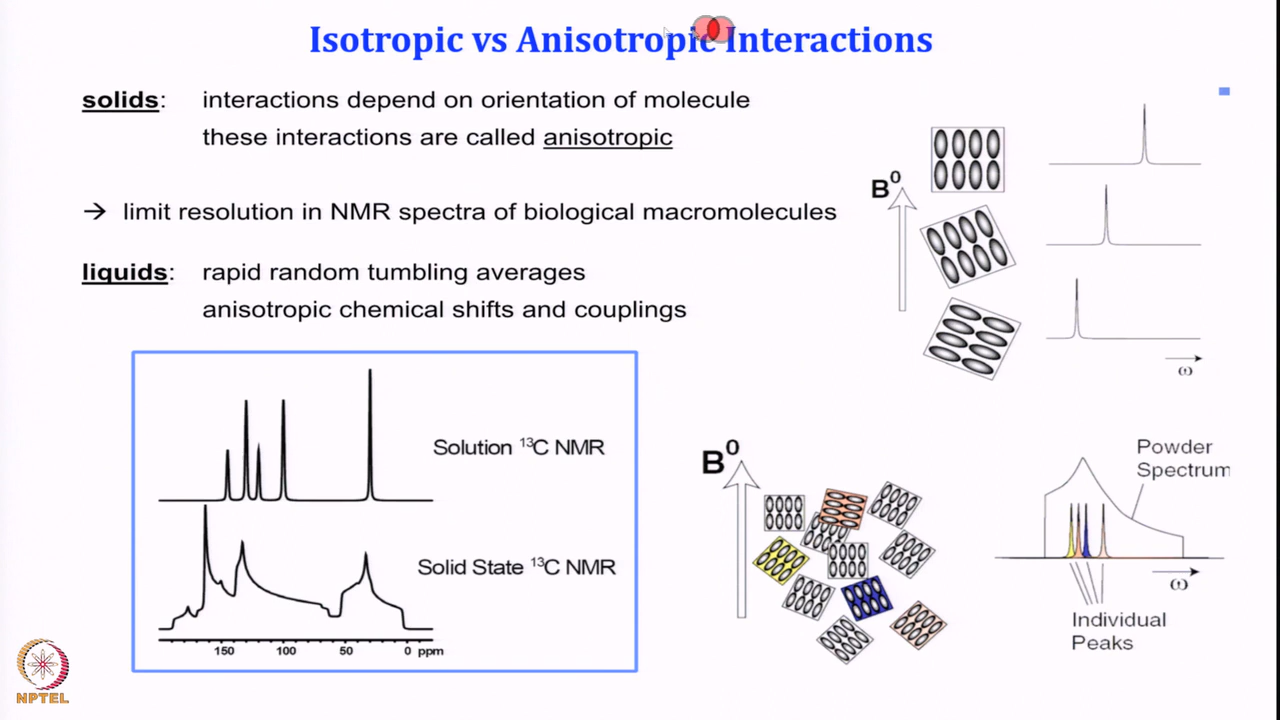 Isotropic vs Anisotropic Interactions
solids: interactions depend on orientation of molecule
these interactions are called anisotropic
→ limit resolution in NMR spectra of biological macromolecules
liquids: rapid random tumbling averages
anisotropic chemical shifts and couplings
B⁰
ω
Solution ¹³C NMR
Solid State ¹³C NMR
150 100 50 0 ppm
B⁰
Powder
Spectrum
ω
Individual
Peaks
NPTEL